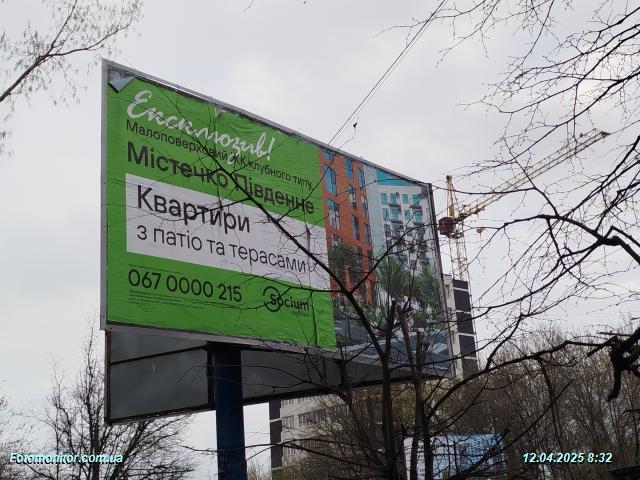 Ексклюзив!
Малоповерховий ЖК клубного типу
Містечко Південне
Квартири
з патіо та терасами
067 0000 215
Socium
Fotomonitor.com.ua
12.04.2025 8:32